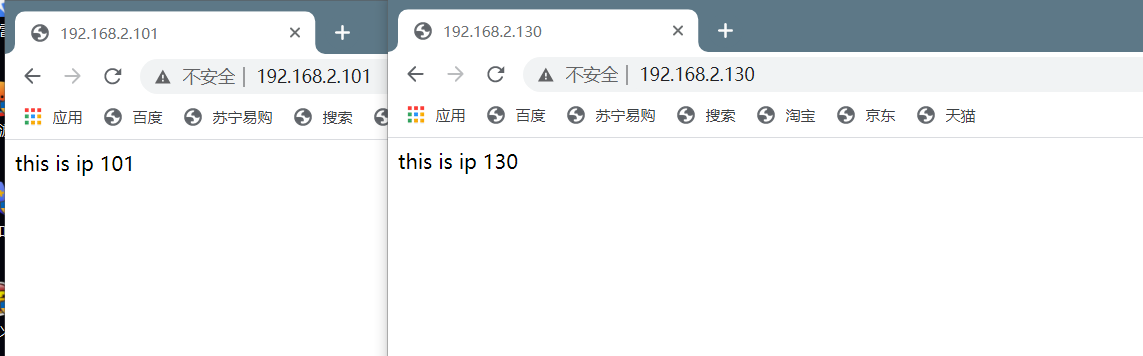 192.168.2.101
不安全 | 192.168.2.101
应用 百度 苏宁易购 搜索
this is ip 101
192.168.2.130
不安全 | 192.168.2.130
应用 百度 苏宁易购 搜索 淘宝 京东 天猫
this is ip 130